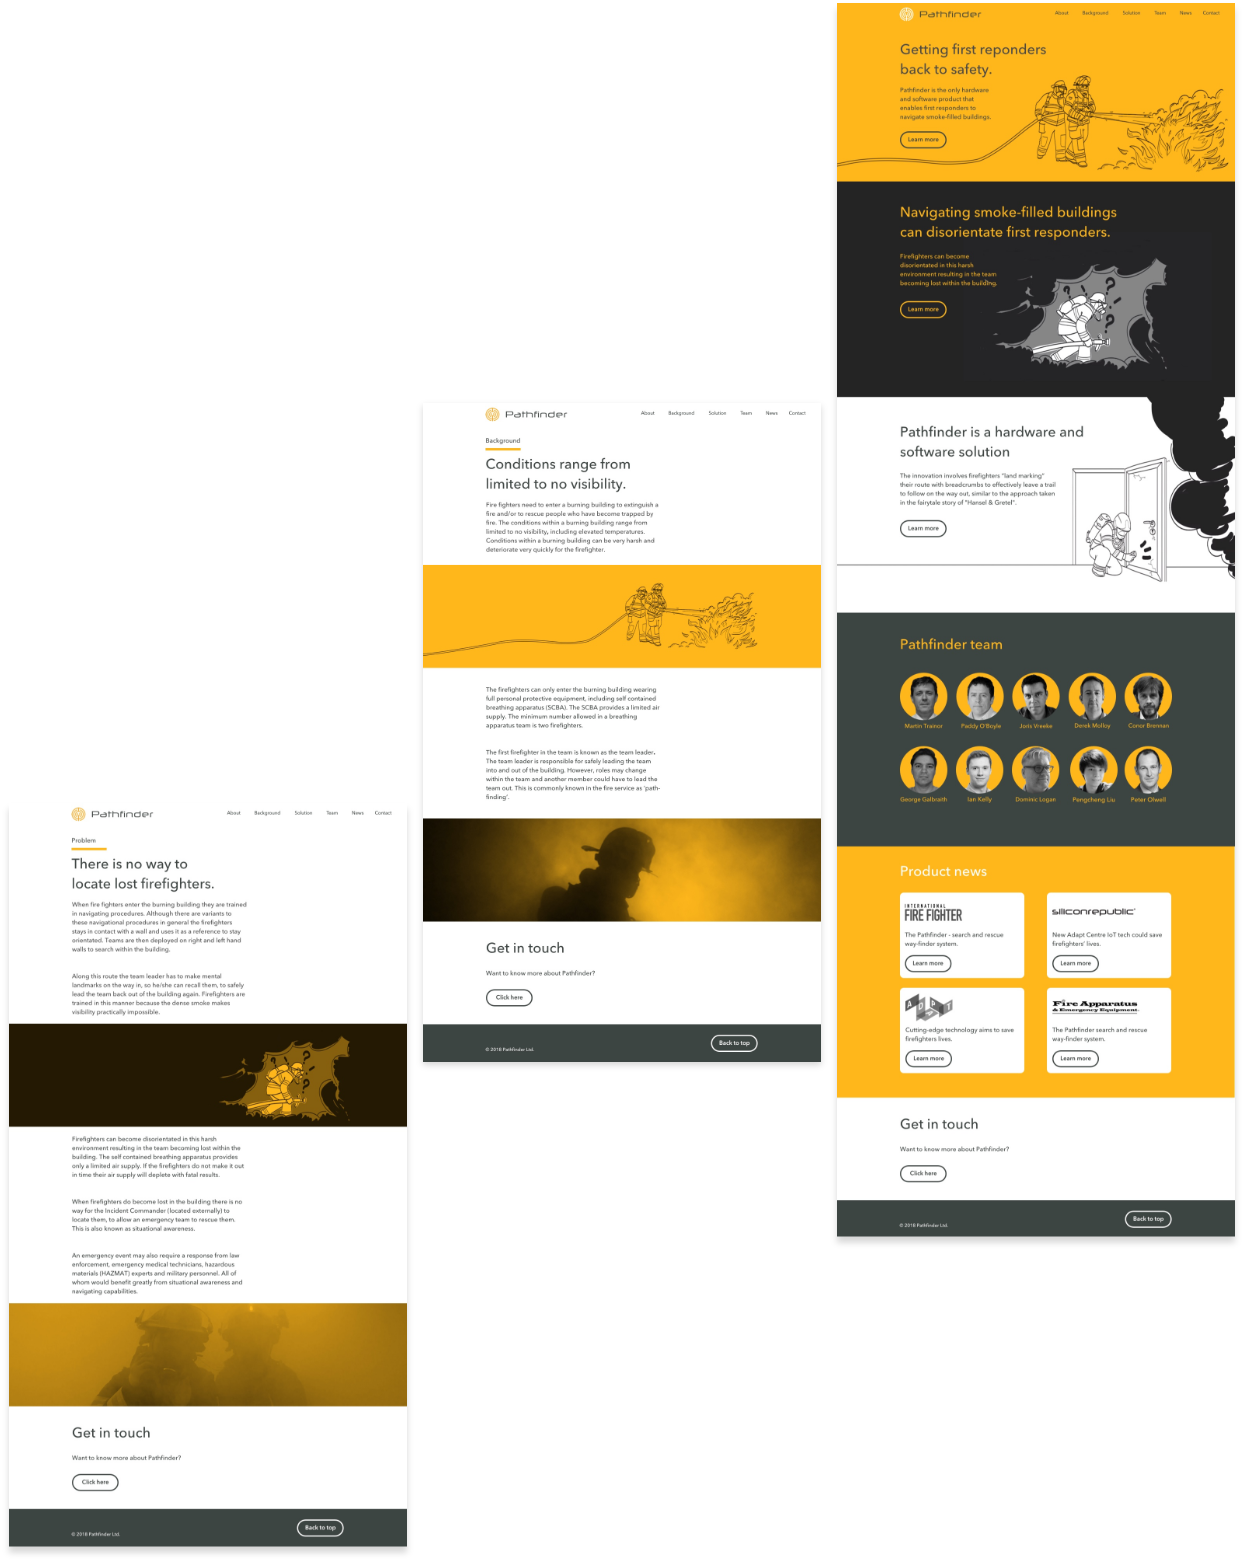 Pathfinder
About Background Solution Team News Contact
Problem
There is no way to
locate lost firefighters.
When fire fighters enter the burning building they are trained
in navigating procedures. Although there are variants to
these navigational procedures in general the firefighters
stays in contact with a wall and uses it as a reference to stay
orientated. Teams are then deployed on right and left hand
walls to search within the building.
Along this route the team leader has to make mental
landmarks on the way in, so he/she can recall them, to safely
lead the team back out of the building again. Firefighters are
trained in this manner because the dense smoke makes
visibility practically impossible.
Firefighters can become disorientated in this harsh
environment resulting in the team becoming lost within the
building. The self contained breathing apparatus provides
only a limited air supply. If the firefighters do not make it out
in time their air supply will deplete with fatal results.
When firefighters do become lost in the building there is no
way for the Incident Commander (located externally) to
locate them, to allow an emergency team to rescue them.
This is also known as situational awareness.
An emergency event may also require a response from law
enforcement, emergency medical technicians, hazardous
materials (HAZMAT) experts and military personnel. All of
whom would benefit greatly from situational awareness and
navigating capabilities.
Get in touch
Want to know more about Pathfinder?
Click here
© 2018 Pathfinder Ltd.
Back to top
Pathfinder
About Background Solution Team News Contact
Background
Conditions range from
limited to no visibility.
Fire fighters need to enter a burning building to extinguish a
fire and/or to rescue people who have become trapped by
fire. The conditions within a burning building range from
limited to no visibility, including elevated temperatures.
Conditions within a burning building can be very harsh and
deteriorate very quickly for the firefighter.
The firefighters can only enter the burning building wearing
full personal protective equipment, including self contained
breathing apparatus (SCBA). The SCBA provides a limited air
supply. The minimum number allowed in a breathing
apparatus team is two firefighters.
The first firefighter in the team is known as the team leader.
The team leader is responsible for safely leading the team
into and out of the building. However, roles may change
within the team and another member could have to lead the
team out. This is commonly known in the fire service as 'path-
finding'.
Get in touch
Want to know more about Pathfinder?
Click here
© 2018 Pathfinder Ltd.
Back to top
Pathfinder
About Background Solution Team News Contact
Getting first reponders
back to safety.
Pathfinder is the only hardware
and software product that
enables first responders to
navigate smoke-filled buildings.
Learn more
Navigating smoke-filled buildings
can disorientate first responders.
Firefighters can become
disorientated in this harsh
environment resulting in the team
becoming lost within the building.
Learn more
? ! ?
?
Pathfinder is a hardware and
software solution
The innovation involves firefighters "land marking"
their route with breadcrumbs to effectively leave a trail
to follow on the way out, similar to the approach taken
in the fairytale story of "Hansel & Gretel".
Learn more
Pathfinder team
Martin Tremor Paddy O'Boyle Joris Vreeke Derek Molloy Conor Brennan
George Galbraith Ian Kelly Dominic Logan Pengcheng Liu Peter Olwell
Product news
INTERNATIONAL
FIRE FIGHTER
The Pathfinder - search and rescue
way-finder system.
Learn more
siliconrepublic
New Adapt Centre IoT tech could save
firefighters' lives.
Learn more
ADAPT
Cutting-edge technology aims to save
firefighters lives.
Learn more
Fire Apparatus
& Emergency Equipment.
The Pathfinder search and rescue
way-finder system.
Learn more
Get in touch
Want to know more about Pathfinder?
Click here
© 2018 Pathfinder Ltd.
Back to top